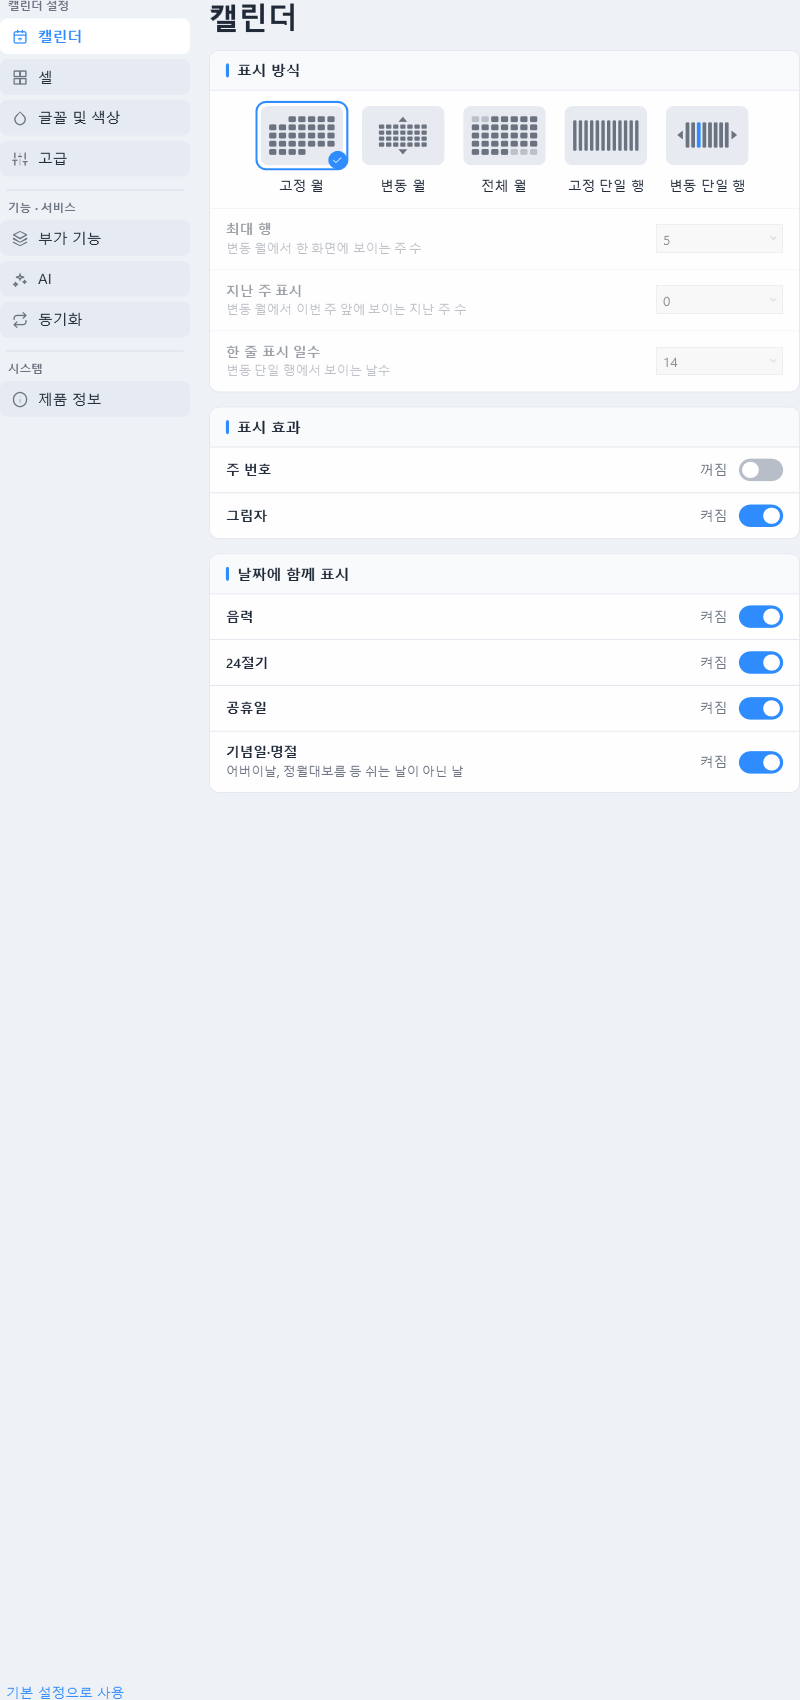 캘린더 설정
캘린더
셀
글꼴 및 색상
고급
기능 · 서비스
부가 기능
AI
동기화
시스템
제품 정보
기본 설정으로 사용
캘린더
표시 방식
고정 월
변동 월
전체 월
고정 단일 행
변동 단일 행
최대 행
변동 월에서 한 화면에 보이는 주 수
5
지난 주 표시
변동 월에서 이번 주 앞에 보이는 지난 주 수
0
한 줄 표시 일수
변동 단일 행에서 보이는 날수
14
표시 효과
주 번호
꺼짐
그림자
켜짐
날짜에 함께 표시
음력
켜짐
24절기
켜짐
공휴일
켜짐
기념일·명절
어버이날, 정월대보름 등 쉬는 날이 아닌 날
켜짐